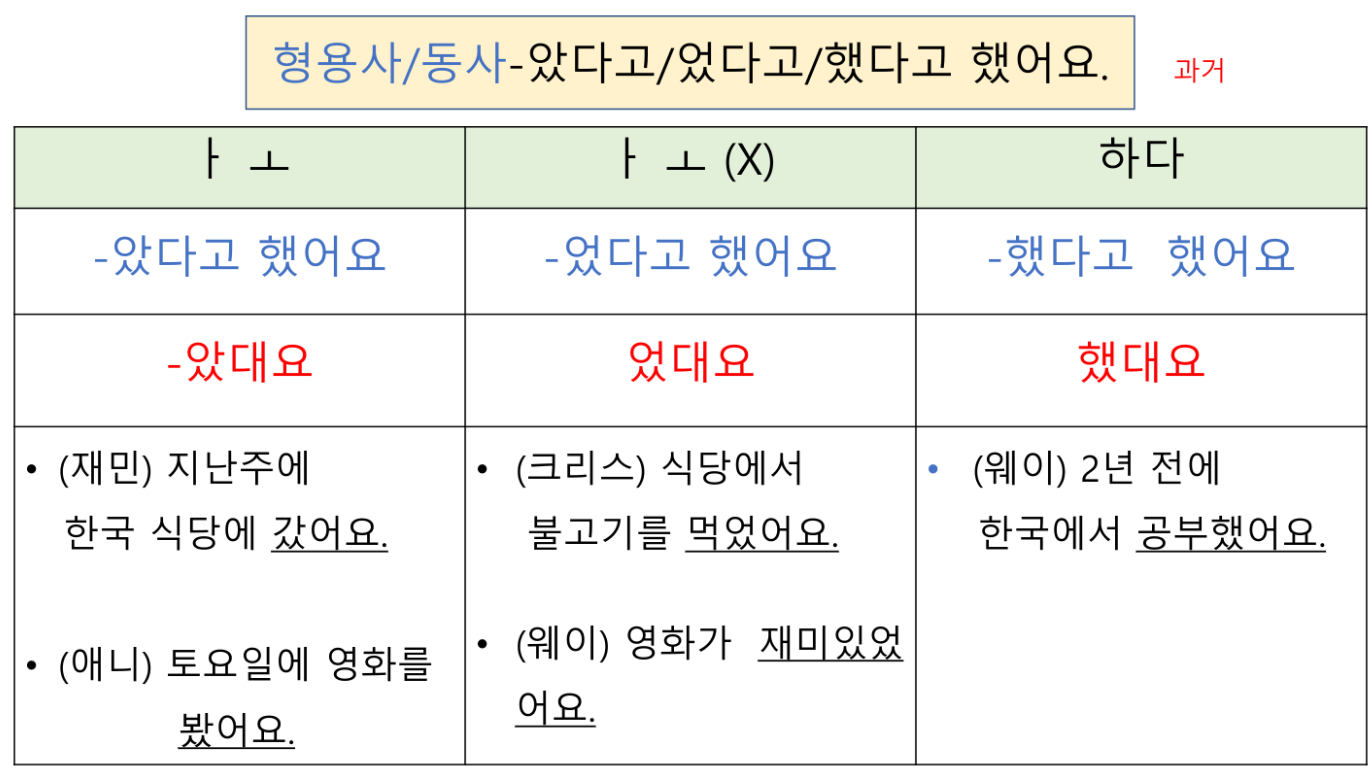 형용사/동사-았다고/었다고/했다고 했어요.
과거
ㅏ ㅗ
ㅏ ㅗ (X)
하다
-았다고 했어요
-었다고 했어요
-했다고 했어요
-았대요
었대요
했대요
• (재민) 지난주에
한국 식당에 갔어요.
• (애니) 토요일에 영화를
봤어요.
• (크리스) 식당에서
불고기를 먹었어요.
• (웨이) 영화가 재미있었
어요.
• (웨이) 2년 전에
한국에서 공부했어요.